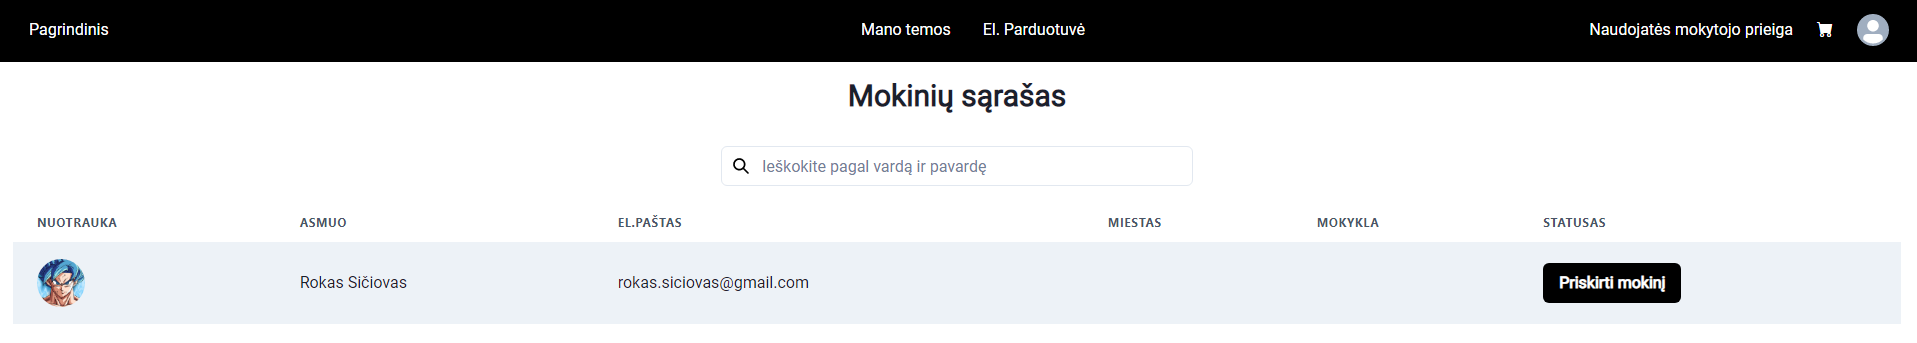 Pagrindinis Mano temos El. Parduotuvė Naudojatės mokytojo prieiga
Mokinių sąrašas
Ieškokite pagal vardą ir pavardę
NUOTRAUKA ASMUO EL.PAŠTAS MIESTAS MOKYKLA STATUSAS
Rokas Sičiovas rokas.siciovas@gmail.com Priskirti mokinį